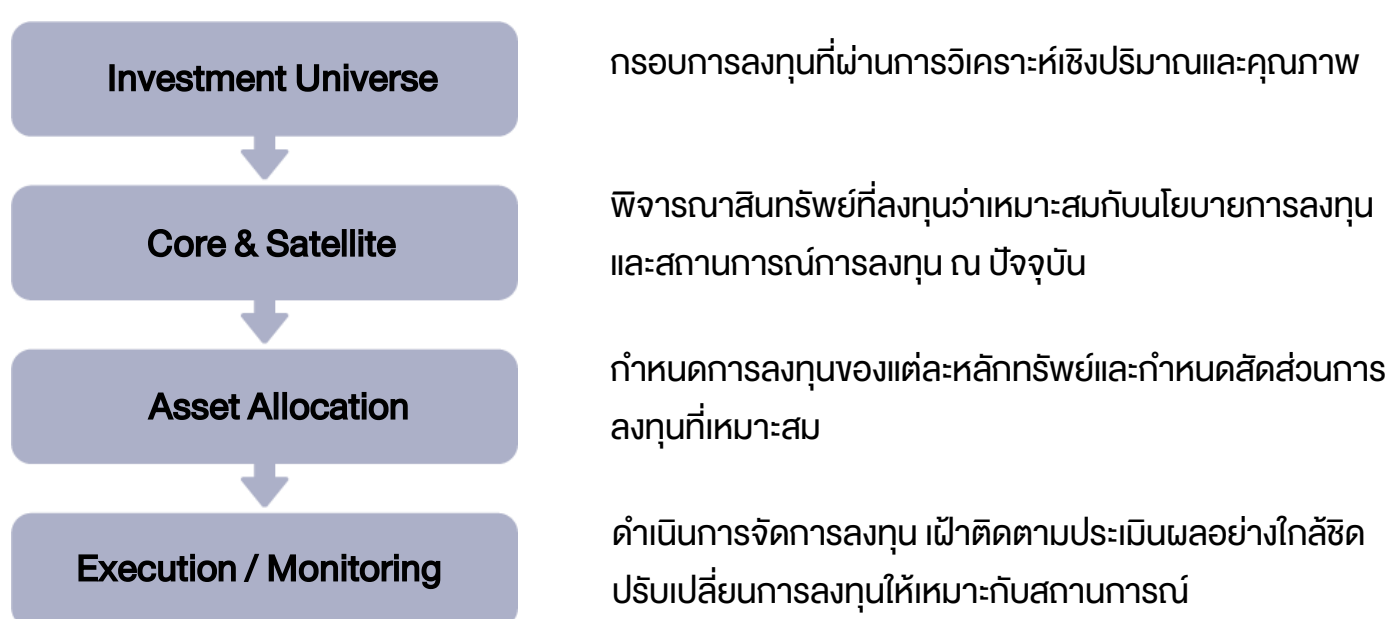 Investment Universe
กรอบการลงทุนที่ผ่านการวิเคราะห์เชิงปริมาณและคุณภาพ
Core & Satellite
พิจารณาสินทรัพย์ที่ลงทุนว่าเหมาะสมกับนโยบายการลงทุน
และสถานการณ์การลงทุน ณ ปัจจุบัน
Asset Allocation
กำหนดการลงทุนของแต่ละหลักทรัพย์และกำหนดสัดส่วนการ
ลงทุนที่เหมาะสม
Execution / Monitoring
ดำเนินการจัดการลงทุน เฝ้าติดตามประเมินผลอย่างใกล้ชิด
ปรับเปลี่ยนการลงทุนให้เหมาะกับสถานการณ์